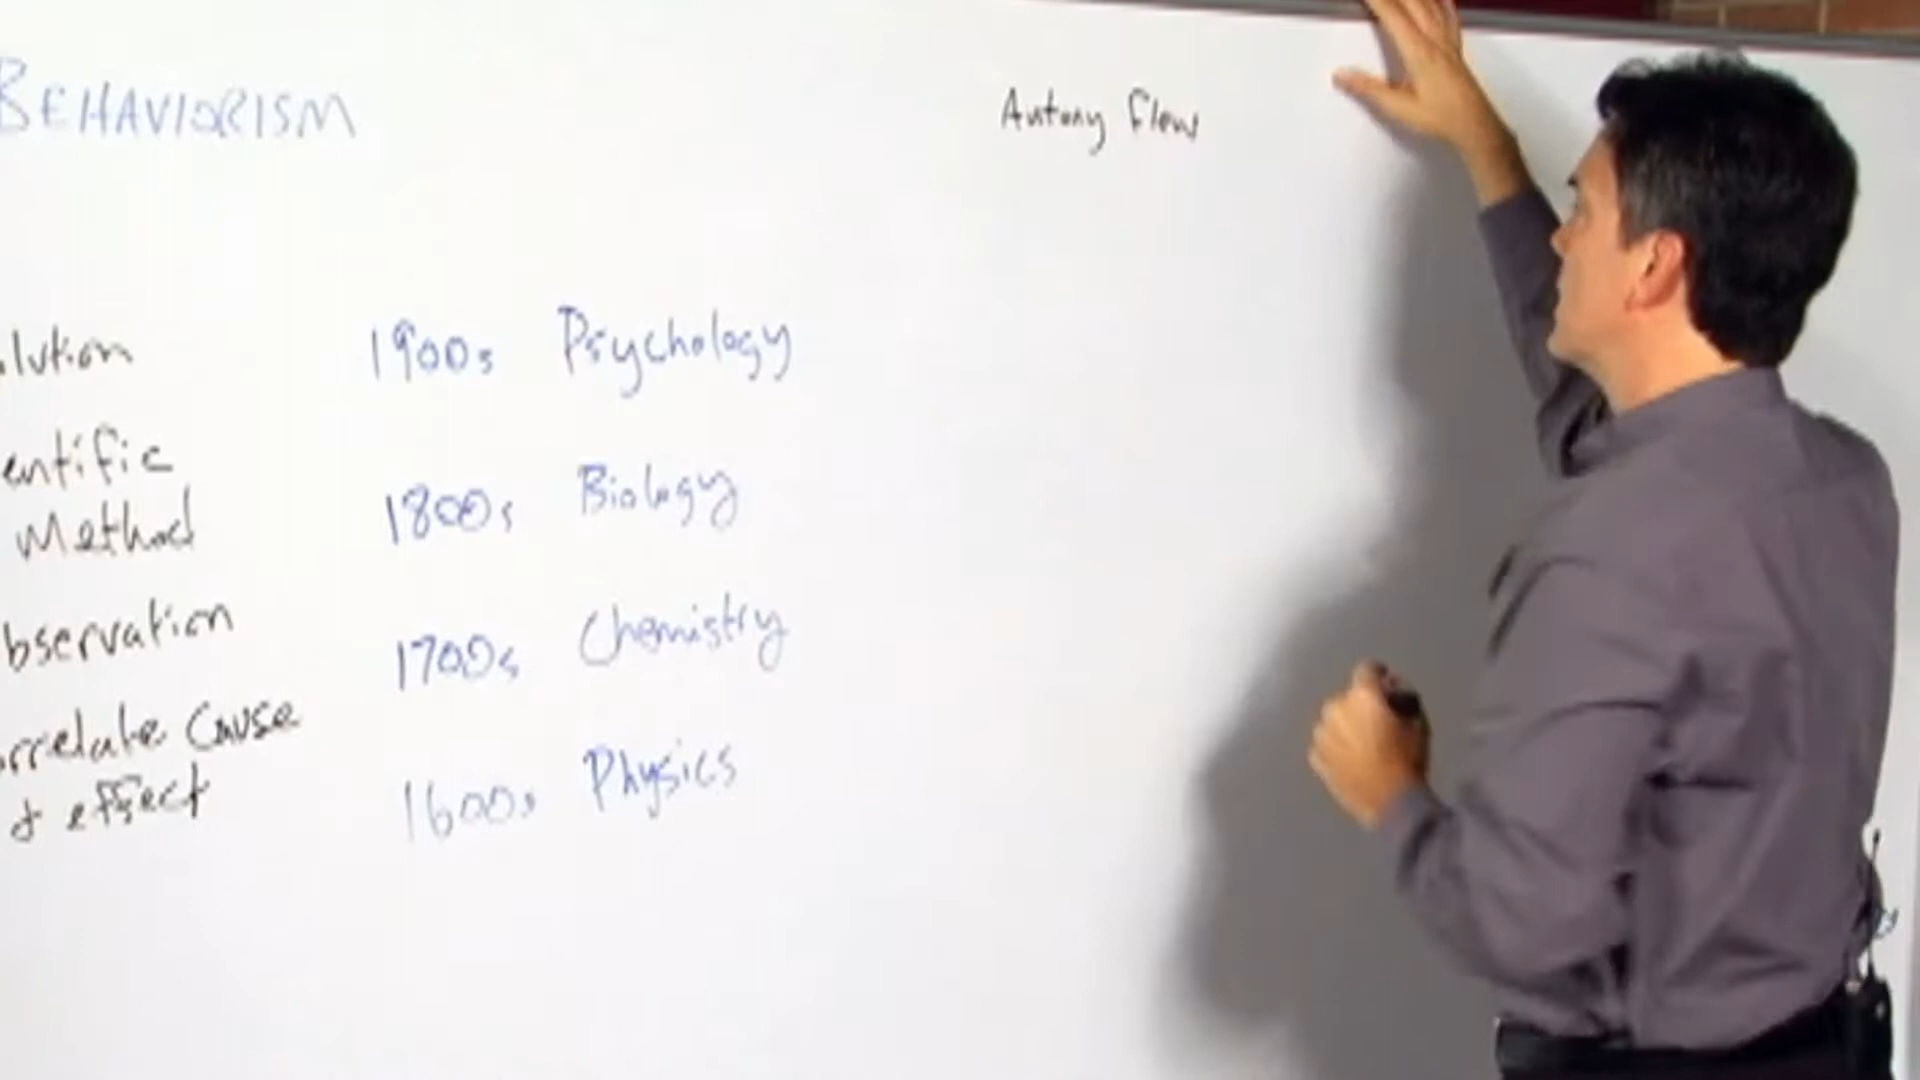 BEHAVIORISM
Antony Flew
lution
entific
Method
bservation
rrelate Cause
& effect
1900s Psychology
1800s Biology
1700s Chemistry
1600s Physics